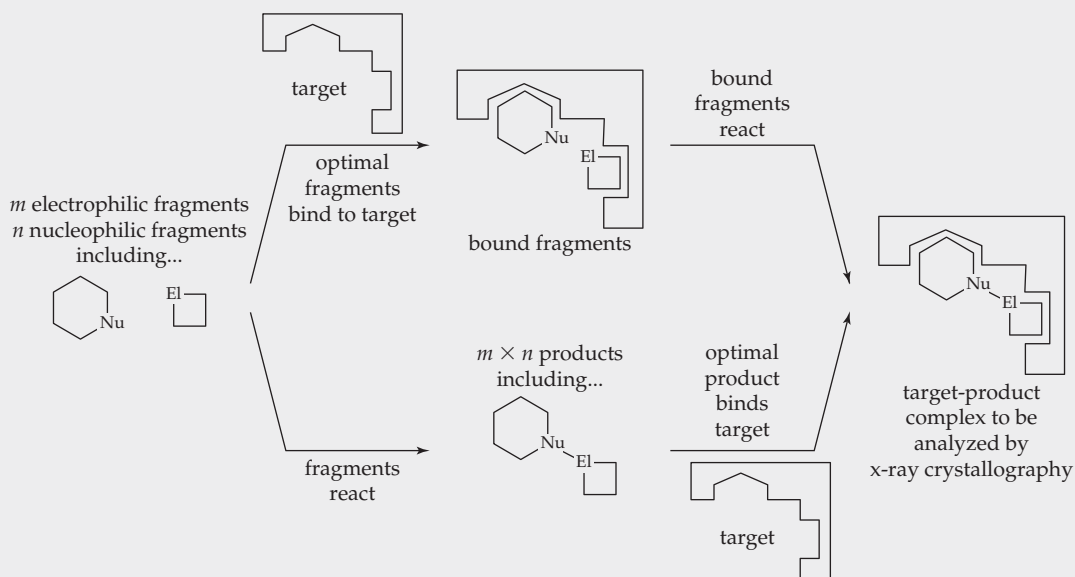 target
optimal
fragments
bind to target
Nu
El
bound fragments
bound
fragments
react
m electrophilic fragments
n nucleophilic fragments
including...
Nu
El
fragments
react
m × n products
including...
Nu
El
optimal
product
binds
target
target
Nu
El
target-product
complex to be
analyzed by
x-ray crystallography